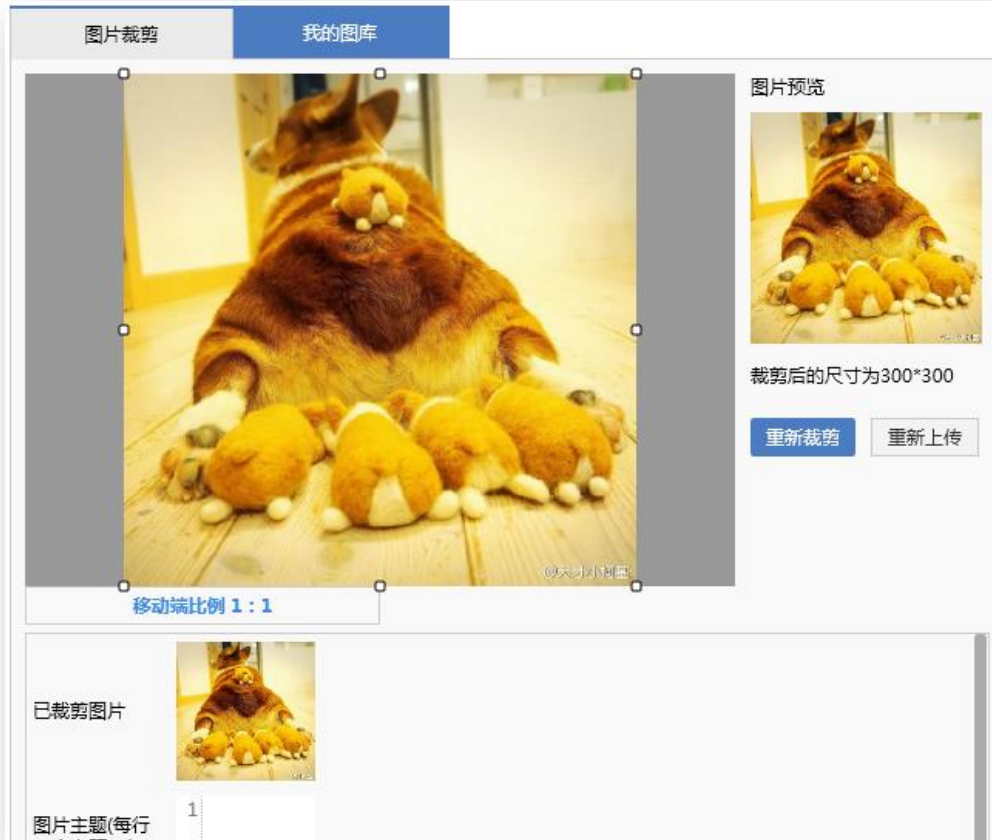 图片裁剪
我的图库
图片预览
裁剪后的尺寸为300*300
重新裁剪
重新上传
移动端比例 1：1
已裁剪图片
图片主题(每行
1